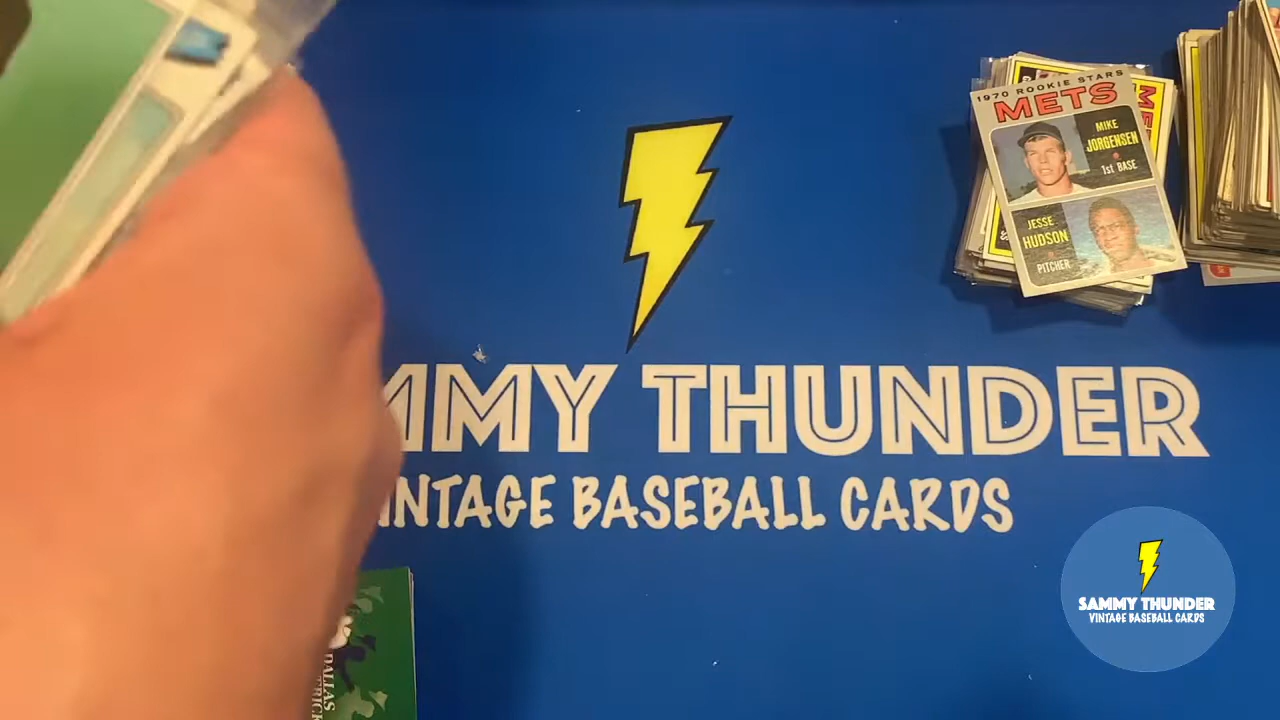 1970 ROOKIE STARS
METS
MIKE
JORGENSEN
1st BASE
JESSE
HUDSON
PITCHER
MMY THUNDER
VINTAGE BASEBALL CARDS
DALLAS
SAMMY THUNDER
VINTAGE BASEBALL CARDS